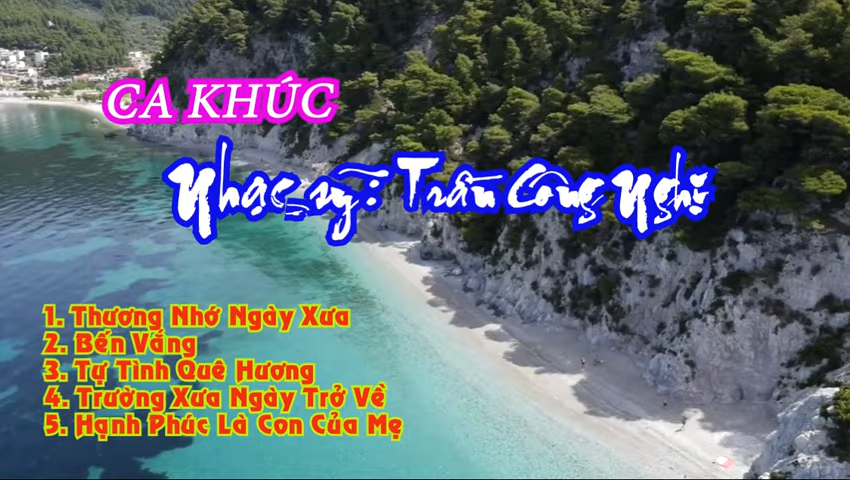 CA KHÚC
Nhạc sỹ: Trần Công Nghị
1. Thương Nhớ Ngày Xưa
2. Bến Vắng
3. Tự Tình Quê Hương
4. Trường Xưa Ngày Trở Về
5. Hạnh Phúc Là Con Của Mẹ